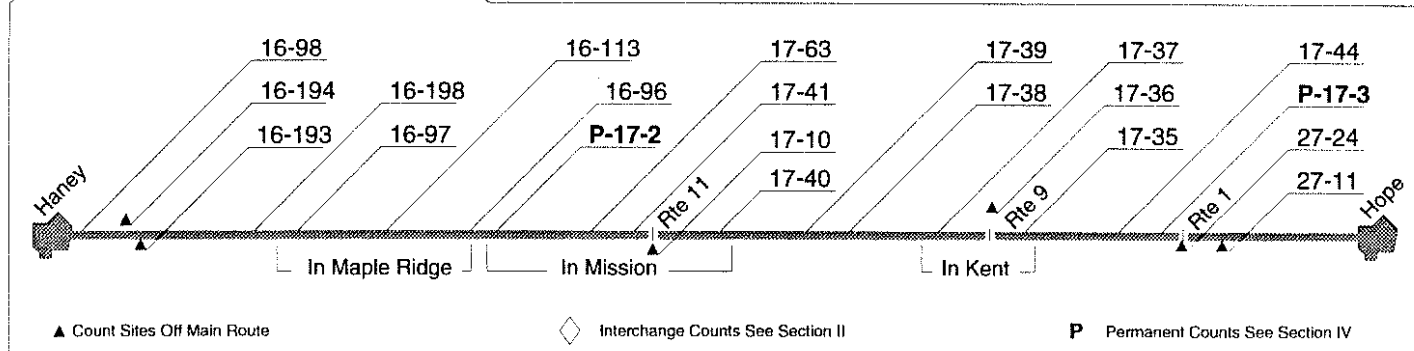 16-98
16-113
17-63
17-39
17-37
17-44
16-194
16-198
16-96
17-41
17-38
17-36
P-17-3
16-193
16-97
P-17-2
17-10
17-35
27-24
17-40
27-11
Haney
Rte 11
Rte 9
Rte 1
Hope
In Maple Ridge
In Mission
In Kent
▲ Count Sites Off Main Route
◇ Interchange Counts See Section II
P Permanent Counts See Section IV